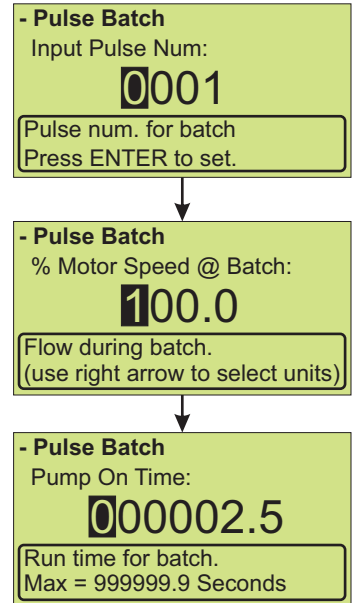 - Pulse Batch
Input Pulse Num:
0001
Pulse num. for batch
Press ENTER to set.
- Pulse Batch
% Motor Speed @ Batch:
100.0
Flow during batch.
(use right arrow to select units)
- Pulse Batch
Pump On Time:
000002.5
Run time for batch.
Max = 999999.9 Seconds